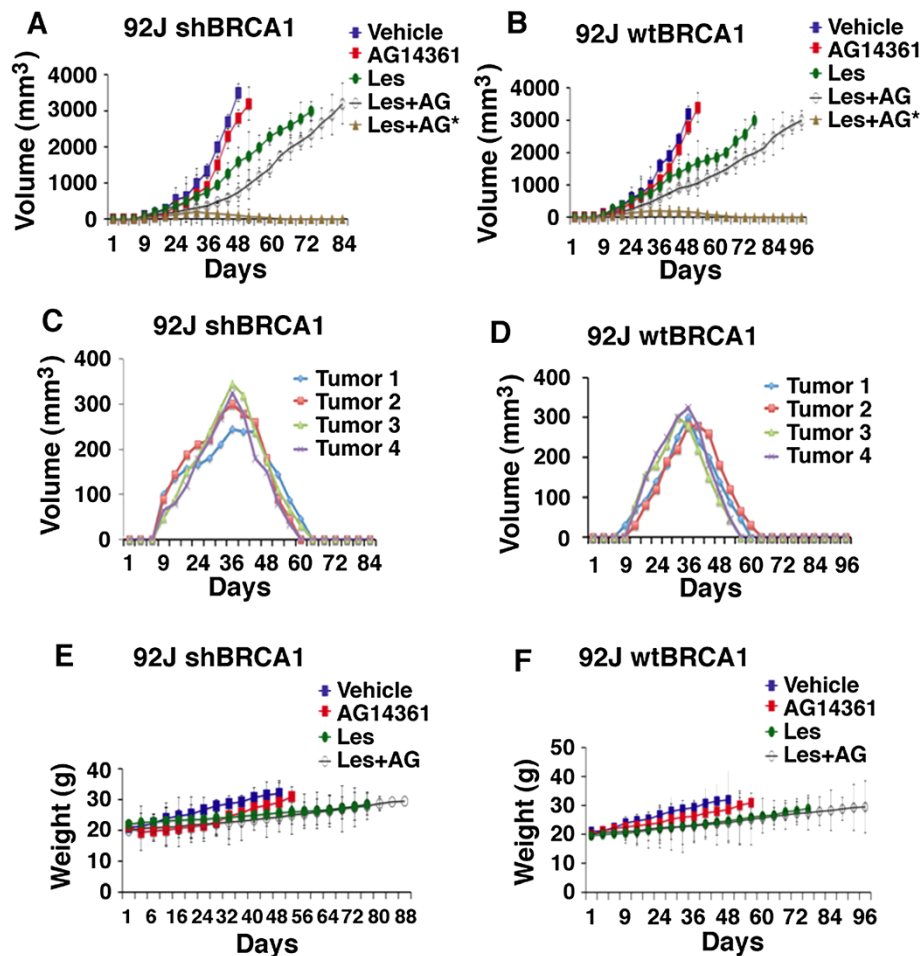 A
92J shBRCA1
Vehicle
AG14361
Les
Les+AG
Les+AG*
Volume (mm3)
4000
3000
2000
1000
0
1 9 24 36 48 60 72 84
Days
B
92J wtBRCA1
Vehicle
AG14361
Les
Les+AG
Les+AG*
Volume (mm3)
5000
4000
3000
2000
1000
0
1 9 24 36 48 60 72 84 96
Days
C
92J shBRCA1
Tumor 1
Tumor 2
Tumor 3
Tumor 4
Volume (mm3)
400
300
200
100
0
1 9 24 36 48 60 72 84
Days
D
92J wtBRCA1
Tumor 1
Tumor 2
Tumor 3
Tumor 4
Volume (mm3)
400
300
200
100
0
1 9 24 36 48 60 72 84 96
Days
E
92J shBRCA1
Vehicle
AG14361
Les
Les+AG
Weight (g)
40
30
20
10
0
1 6 16 24 32 40 48 56 64 72 80 88
Days
F
92J wtBRCA1
Vehicle
AG14361
Les
Les+AG
Weight (g)
50
40
30
20
10
0
1 9 24 36 48 60 72 84 96
Days